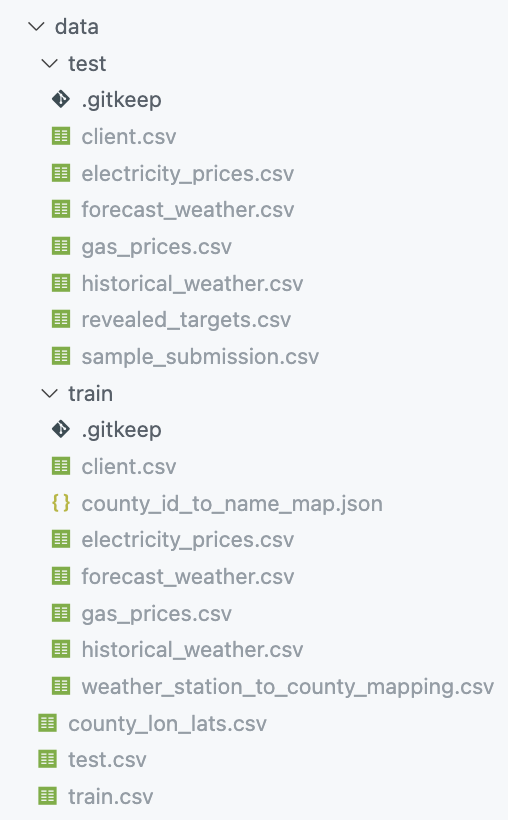 data
test
.gitkeep
client.csv
electricity_prices.csv
forecast_weather.csv
gas_prices.csv
historical_weather.csv
revealed_targets.csv
sample_submission.csv
train
.gitkeep
client.csv
{} county_id_to_name_map.json
electricity_prices.csv
forecast_weather.csv
gas_prices.csv
historical_weather.csv
weather_station_to_county_mapping.csv
county_lon_lats.csv
test.csv
train.csv